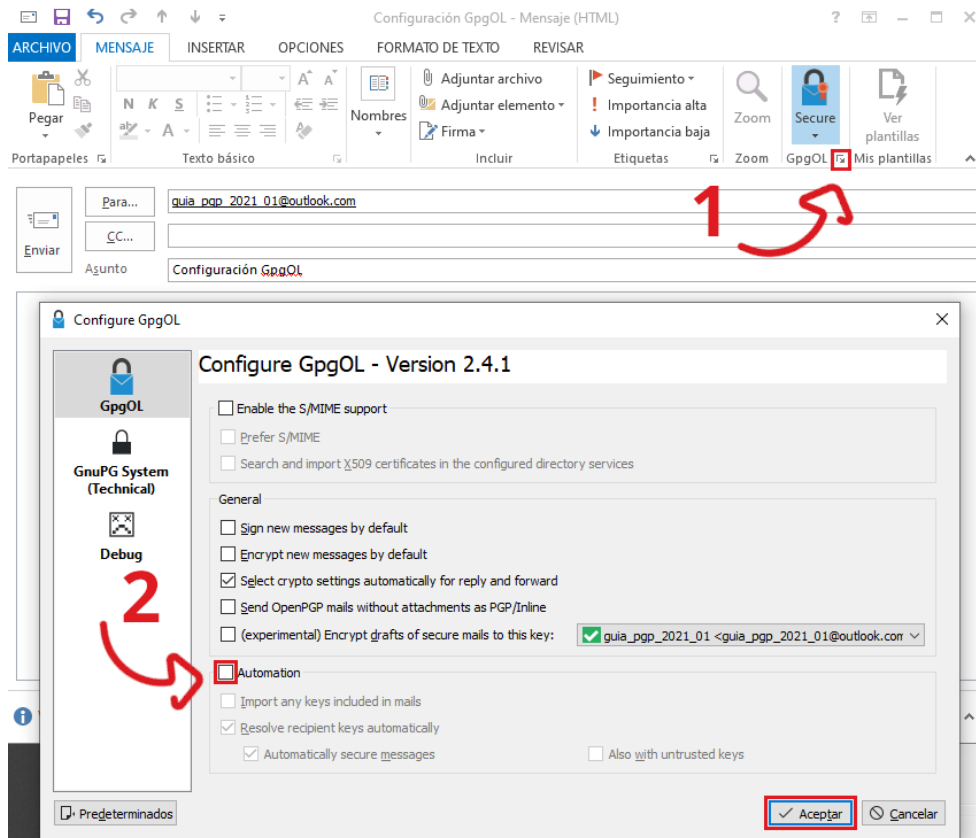 Configuración GpgOL - Mensaje (HTML)
?
ARCHIVO MENSAJE INSERTAR OPCIONES FORMATO DE TEXTO REVISAR
Pegar
N K S
A A
ab A
Nombres
Adjuntar archivo
Adjuntar elemento
Firma
Seguimiento
Importancia alta
Importancia baja
Zoom
Secure
Ver
plantillas
Portapapeles Texto básico Incluir Etiquetas Zoom GpgOL Mis plantillas
1
Enviar
Para... guia_pgp_2021_01@outlook.com
CC...
Asunto Configuración GpgOL
Configure GpgOL
GpgOL
GnuPG System
(Technical)
Debug
2
Configure GpgOL - Version 2.4.1
Enable the S/MIME support
Prefer S/MIME
Search and import X509 certificates in the configured directory services
General
Sign new messages by default
Encrypt new messages by default
Select crypto settings automatically for reply and forward
Send OpenPGP mails without attachments as PGP/Inline
(experimental) Encrypt drafts of secure mails to this key: guia_pgp_2021_01 <guia_pgp_2021_01@outlook.com
Automation
Import any keys included in mails
Resolve recipient keys automatically
Automatically secure messages Also with untrusted keys
Predeterminados Aceptar Cancelar